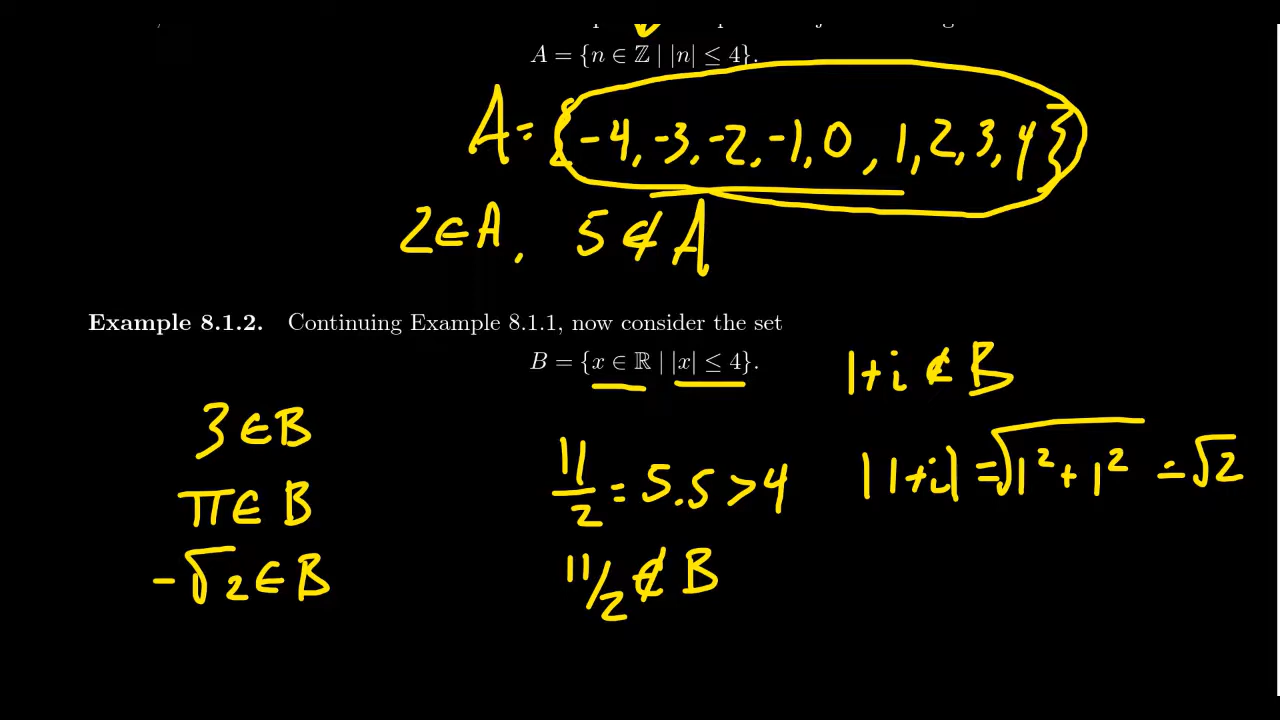 A = {n ∈ ℤ | |n| ≤ 4}.
A = {-4, -3, -2, -1, 0, 1, 2, 3, 4}
2 ∈ A, 5 ∉ A
Example 8.1.2. Continuing Example 8.1.1, now consider the set
B = {x ∈ ℝ | |x| ≤ 4}.
1+i ∉ B
3 ∈ B
11/2 = 5.5 > 4
|1+i| = √(1² + 1²) = √2
π ∈ B
-√2 ∈ B
11/2 ∉ B